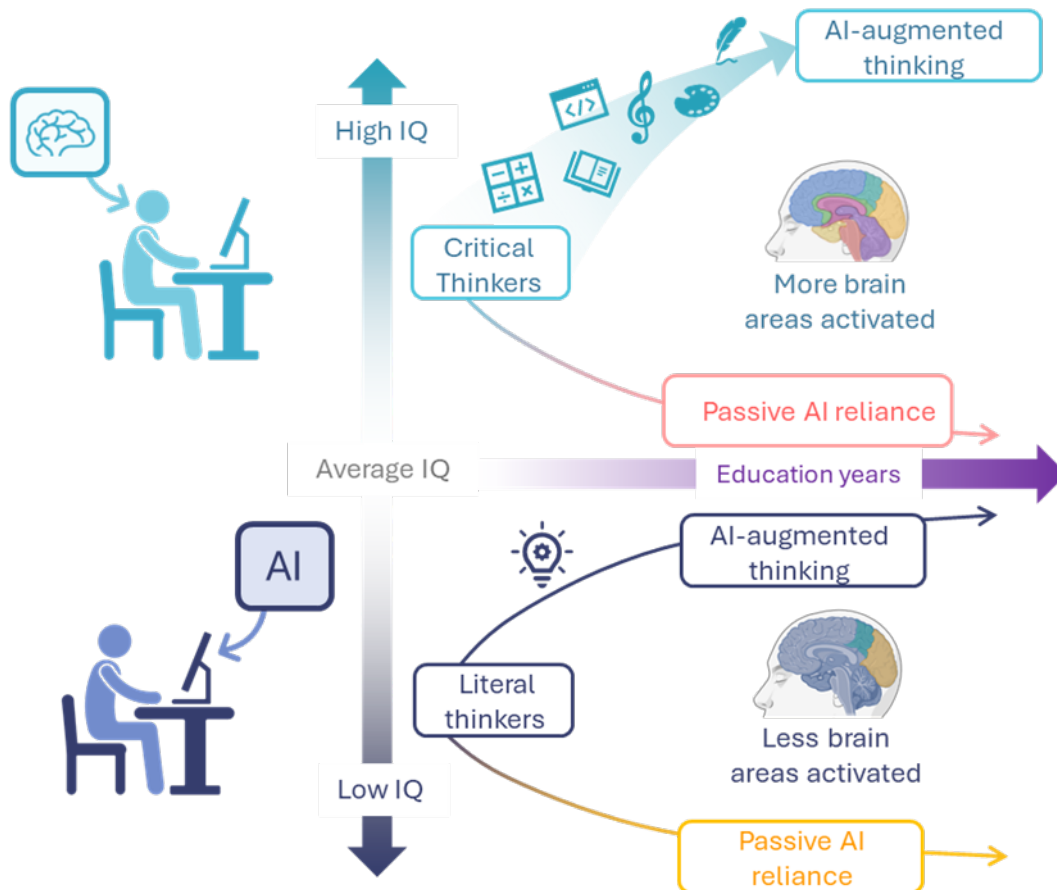 AI-augmented
thinking
High IQ
</>
Critical
Thinkers
More brain
areas activated
Passive AI reliance
Average IQ
Education years
AI-augmented
thinking
AI
Literal
thinkers
Less brain
areas activated
Low IQ
Passive AI
reliance